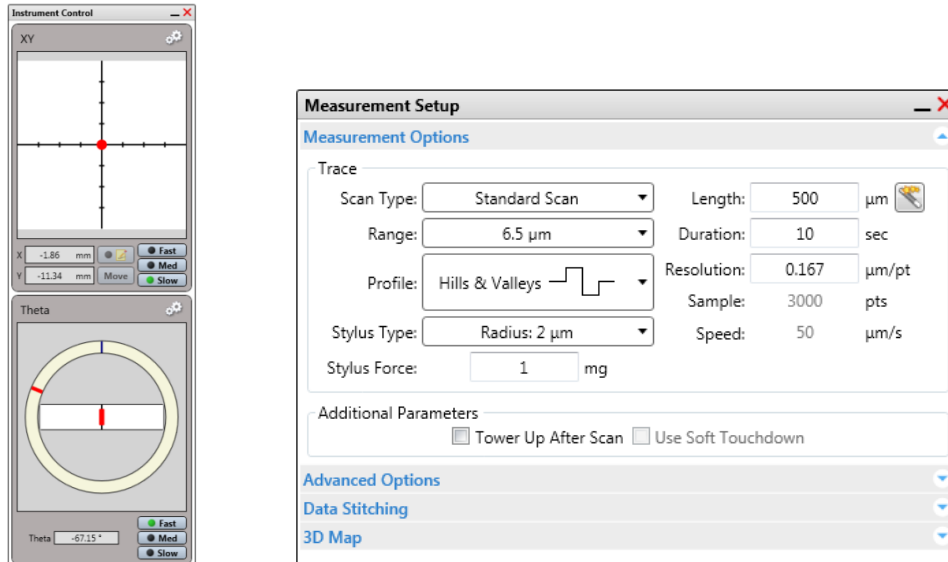 Instrument Control
XY
X -1.86 mm
Y -11.34 mm Move
Fast
Med
Slow
Theta
Theta -67.15 °
Fast
Med
Slow
Measurement Setup
Measurement Options
Trace
Scan Type: Standard Scan Length: 500 µm
Range: 6.5 µm Duration: 10 sec
Profile: Hills & Valleys Resolution: 0.167 µm/pt
Sample: 3000 pts
Stylus Type: Radius: 2 µm Speed: 50 µm/s
Stylus Force: 1 mg
Additional Parameters
Tower Up After Scan Use Soft Touchdown
Advanced Options
Data Stitching
3D Map